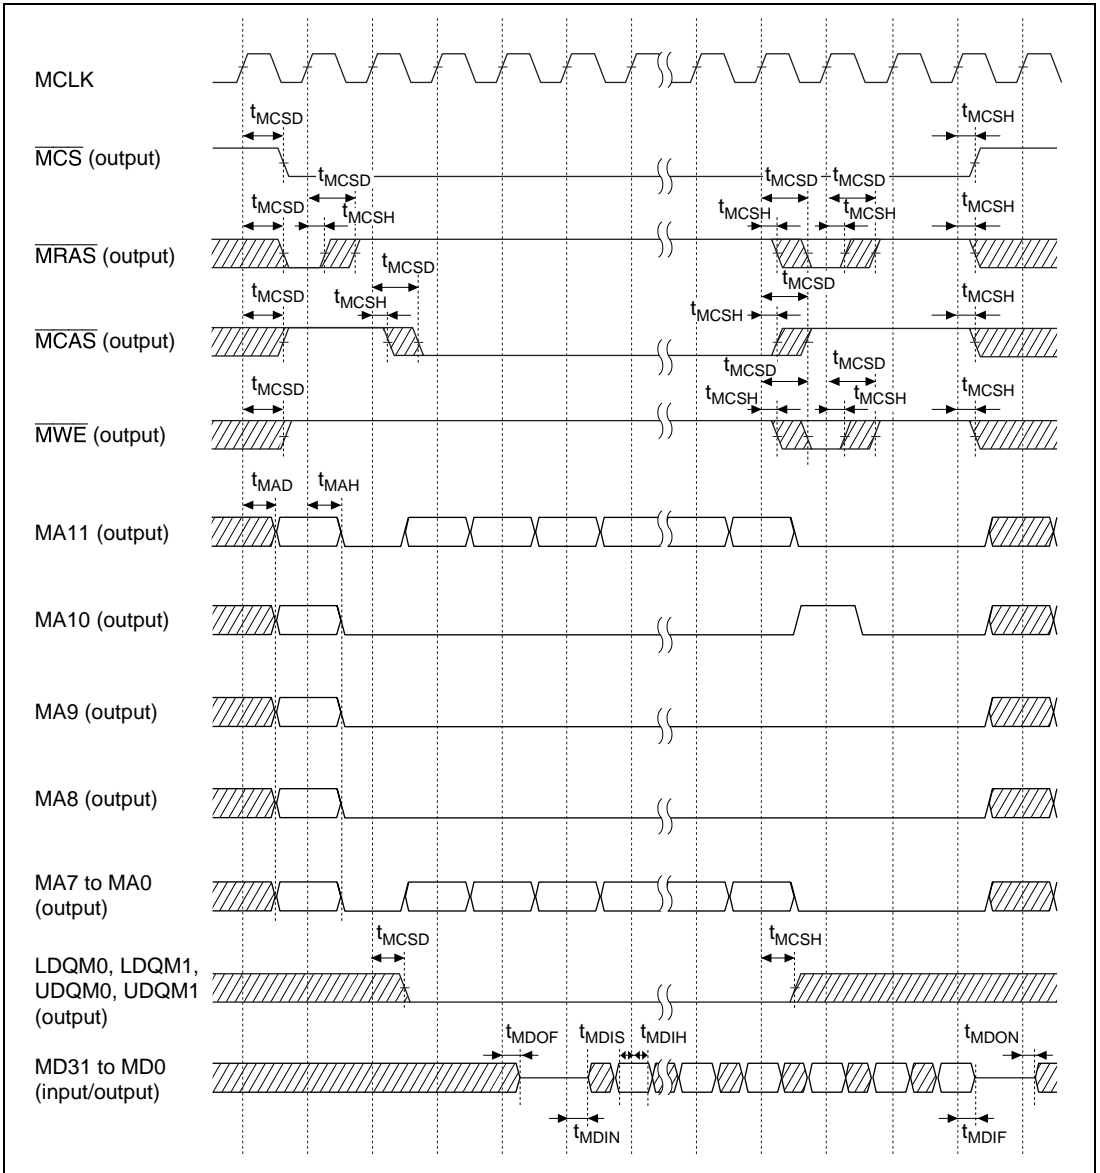 MCLK
tMCSD
tMCSH
MCS (output)
tMCSD
tMCSD
tMCSD
tMCSD
tMCSH
tMCSH
tMCSH
tMCSH
MRAS (output)
tMCSD
tMCSD
tMCSD
tMCSH
tMCSH
tMCSH
MCAS (output)
tMCSD
tMCSD
tMCSD
tMCSH
tMCSH
tMCSH
MWE (output)
tMAD
tMAH
MA11 (output)
MA10 (output)
MA9 (output)
MA8 (output)
MA7 to MA0
(output)
tMCSD
tMCSH
LDQM0, LDQM1,
UDQM0, UDQM1
(output)
tMDOF
tMDIS
tMDIH
tMDON
MD31 to MD0
(input/output)
tMDIN
tMDIF